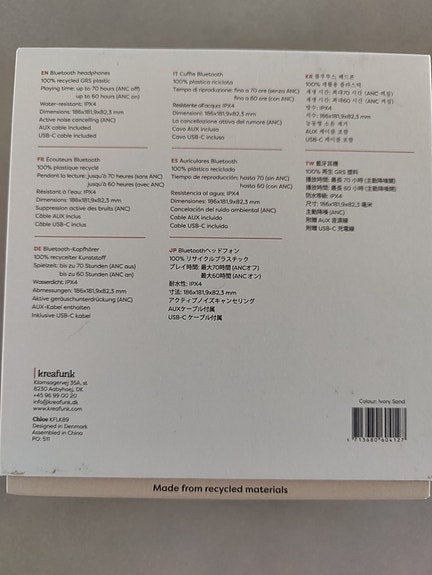 EN Bluetooth headphones
100% recycled GRS plastic
Playing time: up to 70 hours (ANC off)
up to 60 hours (ANC on)
Water-resistant: IPX4
Dimensions: 186x181,9x82,3 mm
Active noise cancelling (ANC)
AUX cable included
USB-C cable included
IT Cuffie Bluetooth
100% plastica riciclata
Tempo di riproduzione: fino a 70 ore (senza ANC)
fino a 60 ore (con ANC)
Resistente all'acqua: IPX4
Dimensioni: 186x181,9x82,3 mm
La cancellazione attiva del rumore (ANC)
Cavo AUX incluso
Cavo USB-C incluso
KR 블루투스 헤드폰
100% 재활용 플라스틱
재생 시간: 최대70 시간 (ANC 꺼짐)
재생 시간: 최대60 시간 (ANC 켜짐)
방수: IPX4
치수: 186x181,9x82,3 mm
능동형 소음 제거
AUX 케이블 포함
USB-C 케이블 포함
FR Écouteurs Bluetooth
100% plastique recyclé
Pendant la lecture: jusqu'à 70 heures (sans ANC)
jusqu'à 60 heures (avec ANC)
Résistant à l'eau: IPX4
Dimensions: 186x181,9x82,3 mm
Suppression active des bruits (ANC)
Câble AUX inclus
Câble USB-C inclus
ES Auriculares Bluetooth
100% plástico reciclado
Tiempo de reproducción: hasta 70 (sin ANC)
hasta 60 (con ANC)
Resistencia al agua: IPX4
Dimensiones: 186x181,9x82,3 mm
Cancelación del ruido ambiental (ANC)
Cable AUX incluido
Cable USB-C incluido
TW 藍牙耳機
100% 再生 GRS 塑料
播放時間: 最長 70 小時 (主動降噪關)
播放時間: 最長 60 小時 (主動降噪開)
防水等級: IPX4
尺寸: 186x181,9x82,3 毫米
主動降噪 (ANC)
附贈 AUX 音源線
附贈 USB-C 充電線
DE Bluetooth-Kopfhörer
100% recycelter Kunststoff
Spielzeit: bis zu 70 Stunden (ANC aus)
bis zu 60 Stunden (ANC an)
Wasserdicht: IPX4
Abmessungen: 186x181,9x82,3 mm
Aktive geräuschunterdrückung (ANC)
AUX-Kabel enthalten
Inklusive USB-C kabel
JP Bluetoothヘッドフォン
100% リサイクルプラスチック
プレイ時間: 最大70時間 (ANCオフ)
最大60時間 (ANC オン)
耐水性: IPX4
寸法: 186x181,9x82,3 mm
アクティブノイズキャンセリング
AUXケーブル付属
USB-C ケーブル付属
kreafunk
Klamsagervej 35A, st
8230 Aabyhoej, DK
+45 96 99 00 20
info@kreafunk.dk
www.kreafunk.com
Chloe KFLK89
Designed in Denmark
Assembled in China
PO: 511
Colour: Ivory Sand
5 713680 604127
Made from recycled materials